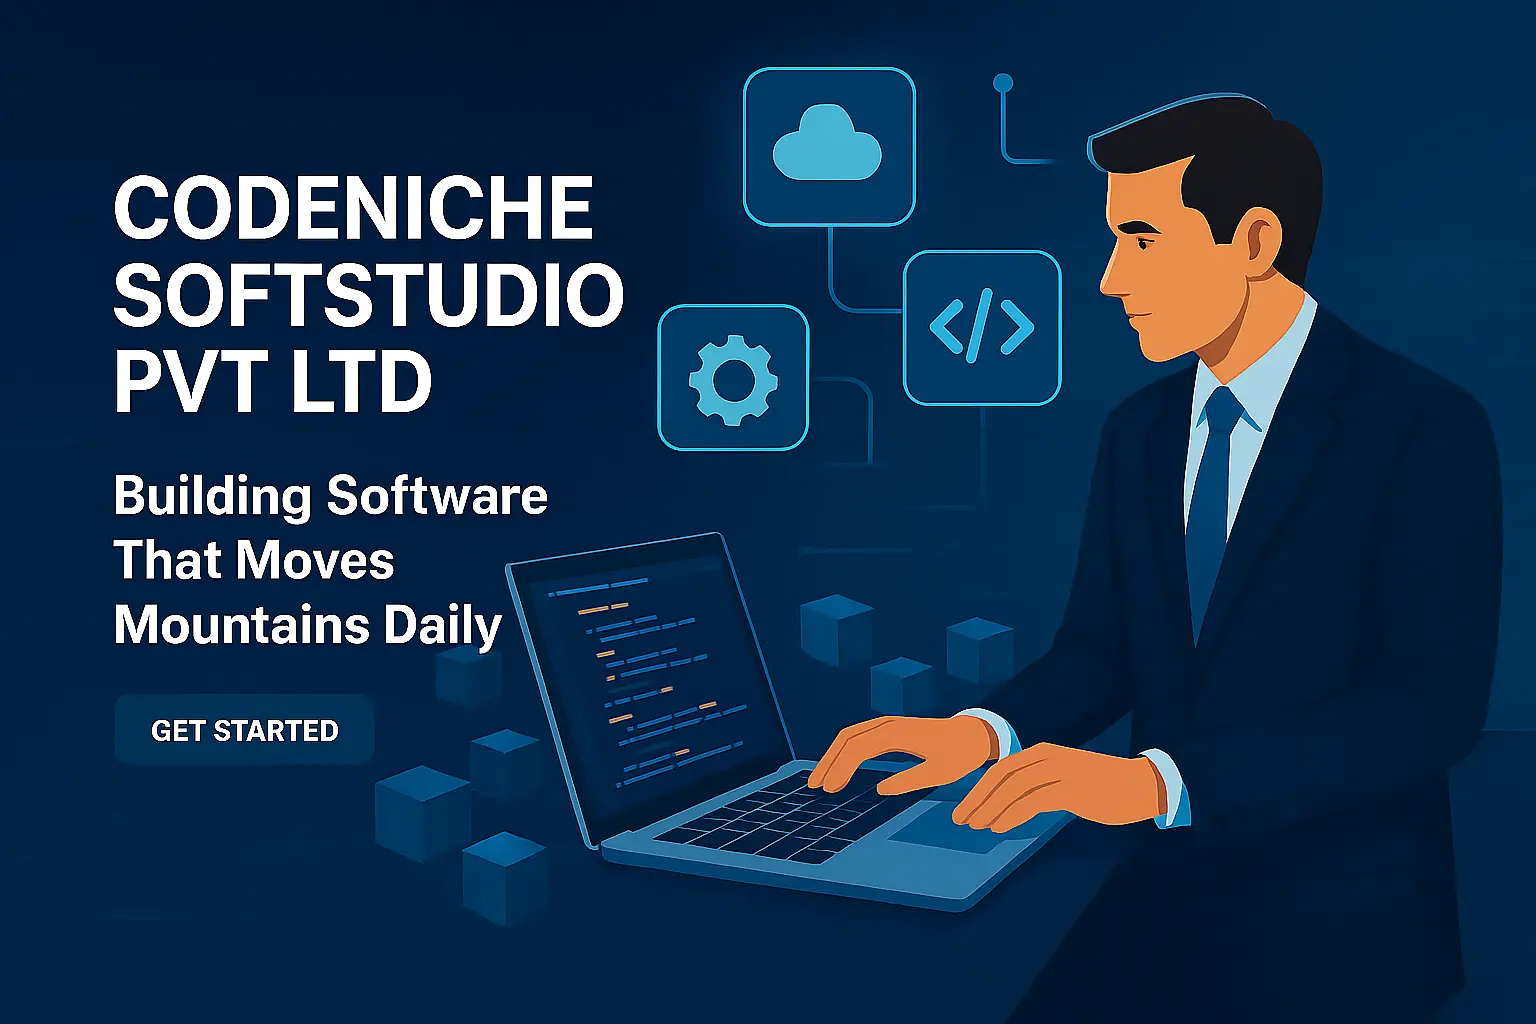 CODENICHE
SOFTSTUDIO
PVT LTD
Building Software
That Moves
Mountains Daily
GET STARTED